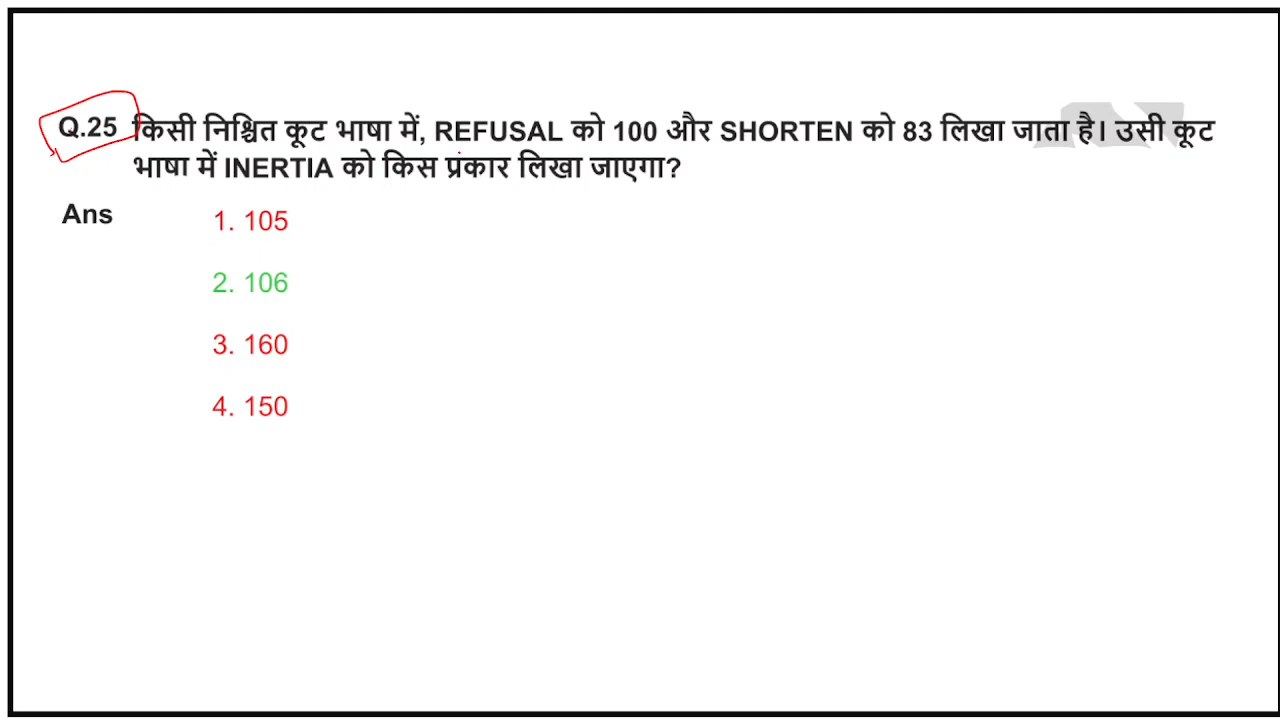 Q.25 किसी निश्चित कूट भाषा में, REFUSAL को 100 और SHORTEN को 83 लिखा जाता है। उसी कूट
भाषा में INERTIA को किस प्रकार लिखा जाएगा?
Ans
1. 105
2. 106
3. 160
4. 150